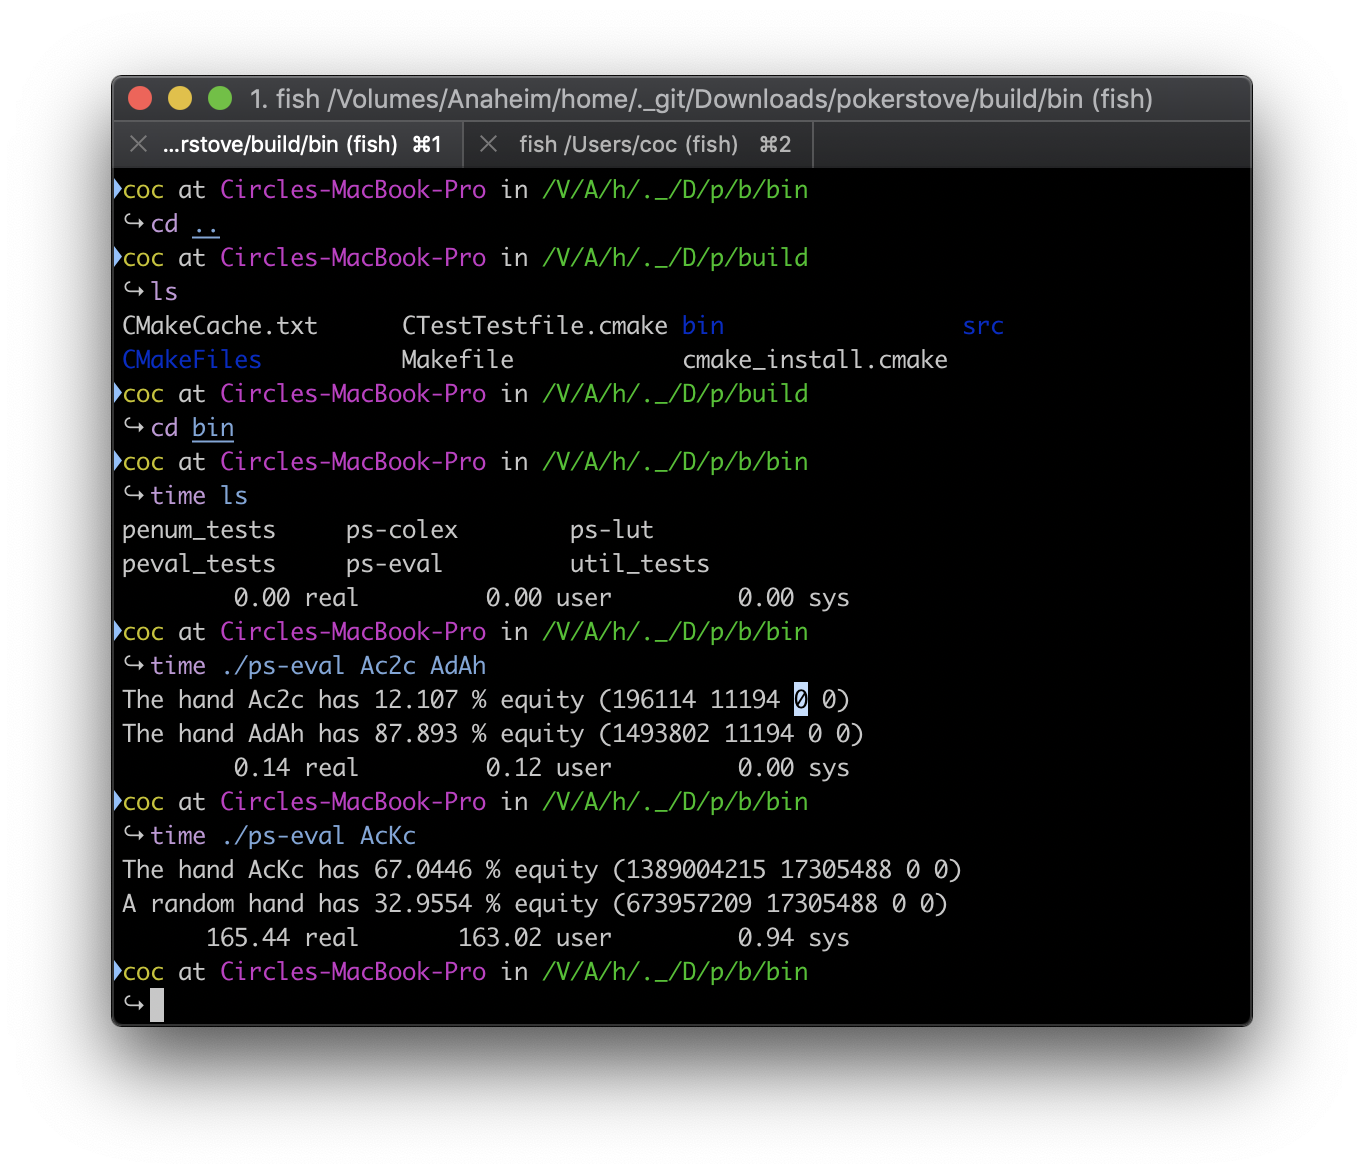 1. fish /Volumes/Anaheim/home/._git/Downloads/pokerstove/build/bin (fish)
...rstove/build/bin (fish) ⌘1 fish /Users/coc (fish) ⌘2
coc at Circles-MacBook-Pro in /V/A/h/._/D/p/b/bin
↪ cd ..
coc at Circles-MacBook-Pro in /V/A/h/._/D/p/build
↪ ls
CMakeCache.txt      CTestTestfile.cmake bin                 src
CMakeFiles          Makefile            cmake_install.cmake
coc at Circles-MacBook-Pro in /V/A/h/._/D/p/build
↪ cd bin
coc at Circles-MacBook-Pro in /V/A/h/._/D/p/b/bin
↪ time ls
penum_tests     ps-colex        ps-lut
peval_tests     ps-eval         util_tests
        0.00 real         0.00 user         0.00 sys
coc at Circles-MacBook-Pro in /V/A/h/._/D/p/b/bin
↪ time ./ps-eval Ac2c AdAh
The hand Ac2c has 12.107 % equity (196114 11194 0 0)
The hand AdAh has 87.893 % equity (1493802 11194 0 0)
        0.14 real         0.12 user         0.00 sys
coc at Circles-MacBook-Pro in /V/A/h/._/D/p/b/bin
↪ time ./ps-eval AcKc
The hand AcKc has 67.0446 % equity (1389004215 17305488 0 0)
A random hand has 32.9554 % equity (673957209 17305488 0 0)
      165.44 real       163.02 user         0.94 sys
coc at Circles-MacBook-Pro in /V/A/h/._/D/p/b/bin
↪